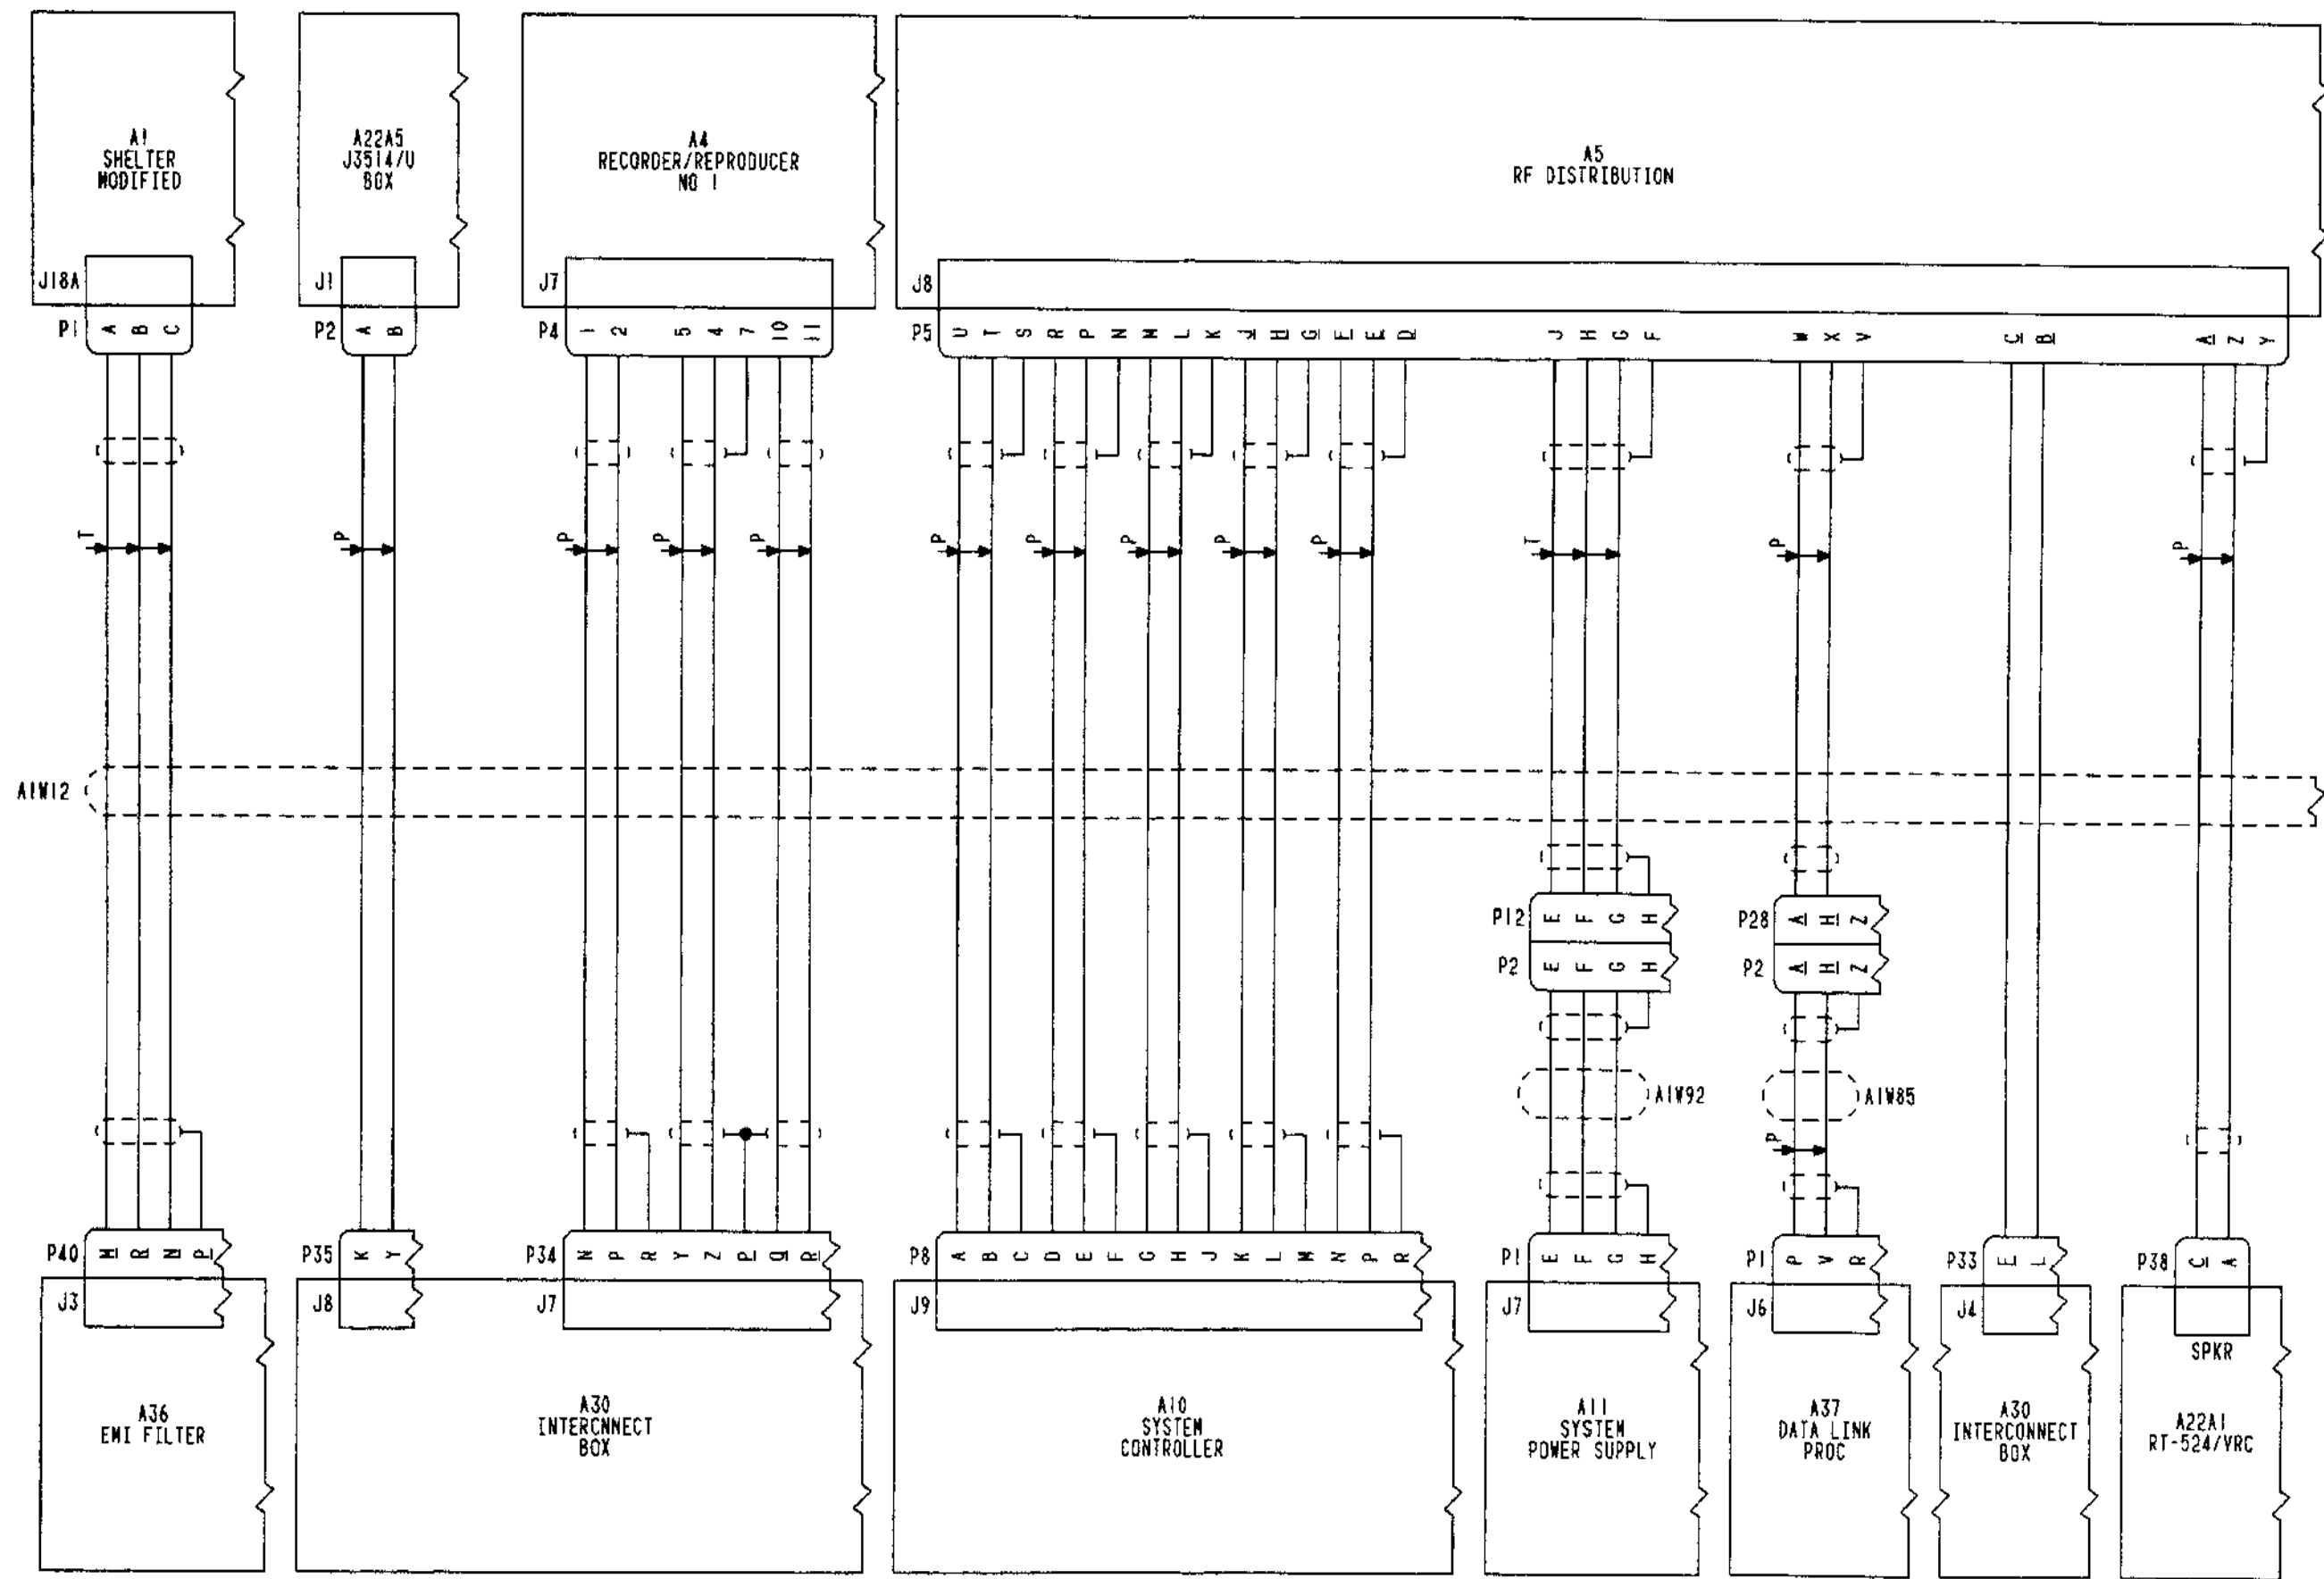 A1
SHELTER
MODIFIED
A22A5
J3514/U
BOX
A4
RECORDER/REPRODUCER
NO 1
A5
RF DISTRIBUTION
J18A
J1
J7
J8
P1 A B C
P2 A B
P4 1 2 5 4 7 10 11
P5 U T S R P N M L K J H G F E D J H G F W X V C B A Z Y
T P P P P P P P P P T P P
A1W12
P12 E F G H
P28 A H Z
P2 E F G H
P2 A H Z
A1W92
A1W85
P
P40 M R N P
P35 K Y
P34 N P R Y Z P Q R
P8 A B C D E F G H J K L M N P R
P1 E F G H
P1 P V R
P33 E L
P38 C A
J3
J8
J7
J9
J7
J6
J4
SPKR
A36
EMI FILTER
A30
INTERCNNECT
BOX
A10
SYSTEM
CONTROLLER
A11
SYSTEM
POWER SUPPLY
A37
DATA LINK
PROC
A30
INTERCONNECT
BOX
A22A1
RT-524/VRC